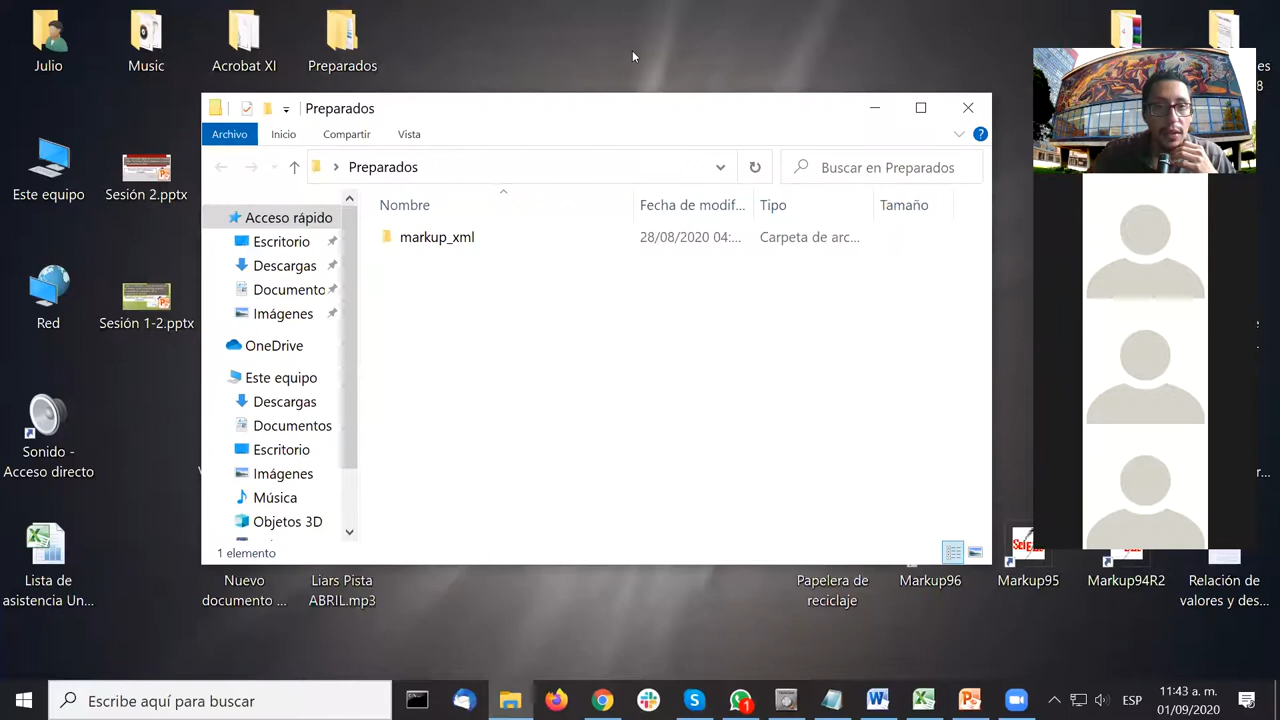 Julio
Music
Acrobat XI
Preparados
Preparados
Archivo
Inicio
Compartir
Vista
Preparados
Buscar en Preparados
Nombre
Fecha de modif...
Tipo
Tamaño
markup_xml
28/08/2020 04:...
Carpeta de arc...
Acceso rápido
Escritorio
Descargas
Documento
Imágenes
OneDrive
Este equipo
Descargas
Documentos
Escritorio
Imágenes
Música
Objetos 3D
1 elemento
Este equipo
Sesión 2.pptx
Red
Sesión 1-2.pptx
Sonido -
Acceso directo
Lista de
asistencia Un...
Nuevo
documento ...
Liars Pista
ABRIL.mp3
Papelera de
reciclaje
Markup96
Markup95
Markup94R2
Relación de
valores y des...
Escribe aquí para buscar
1
ESP
11:43 a. m.
01/09/2020